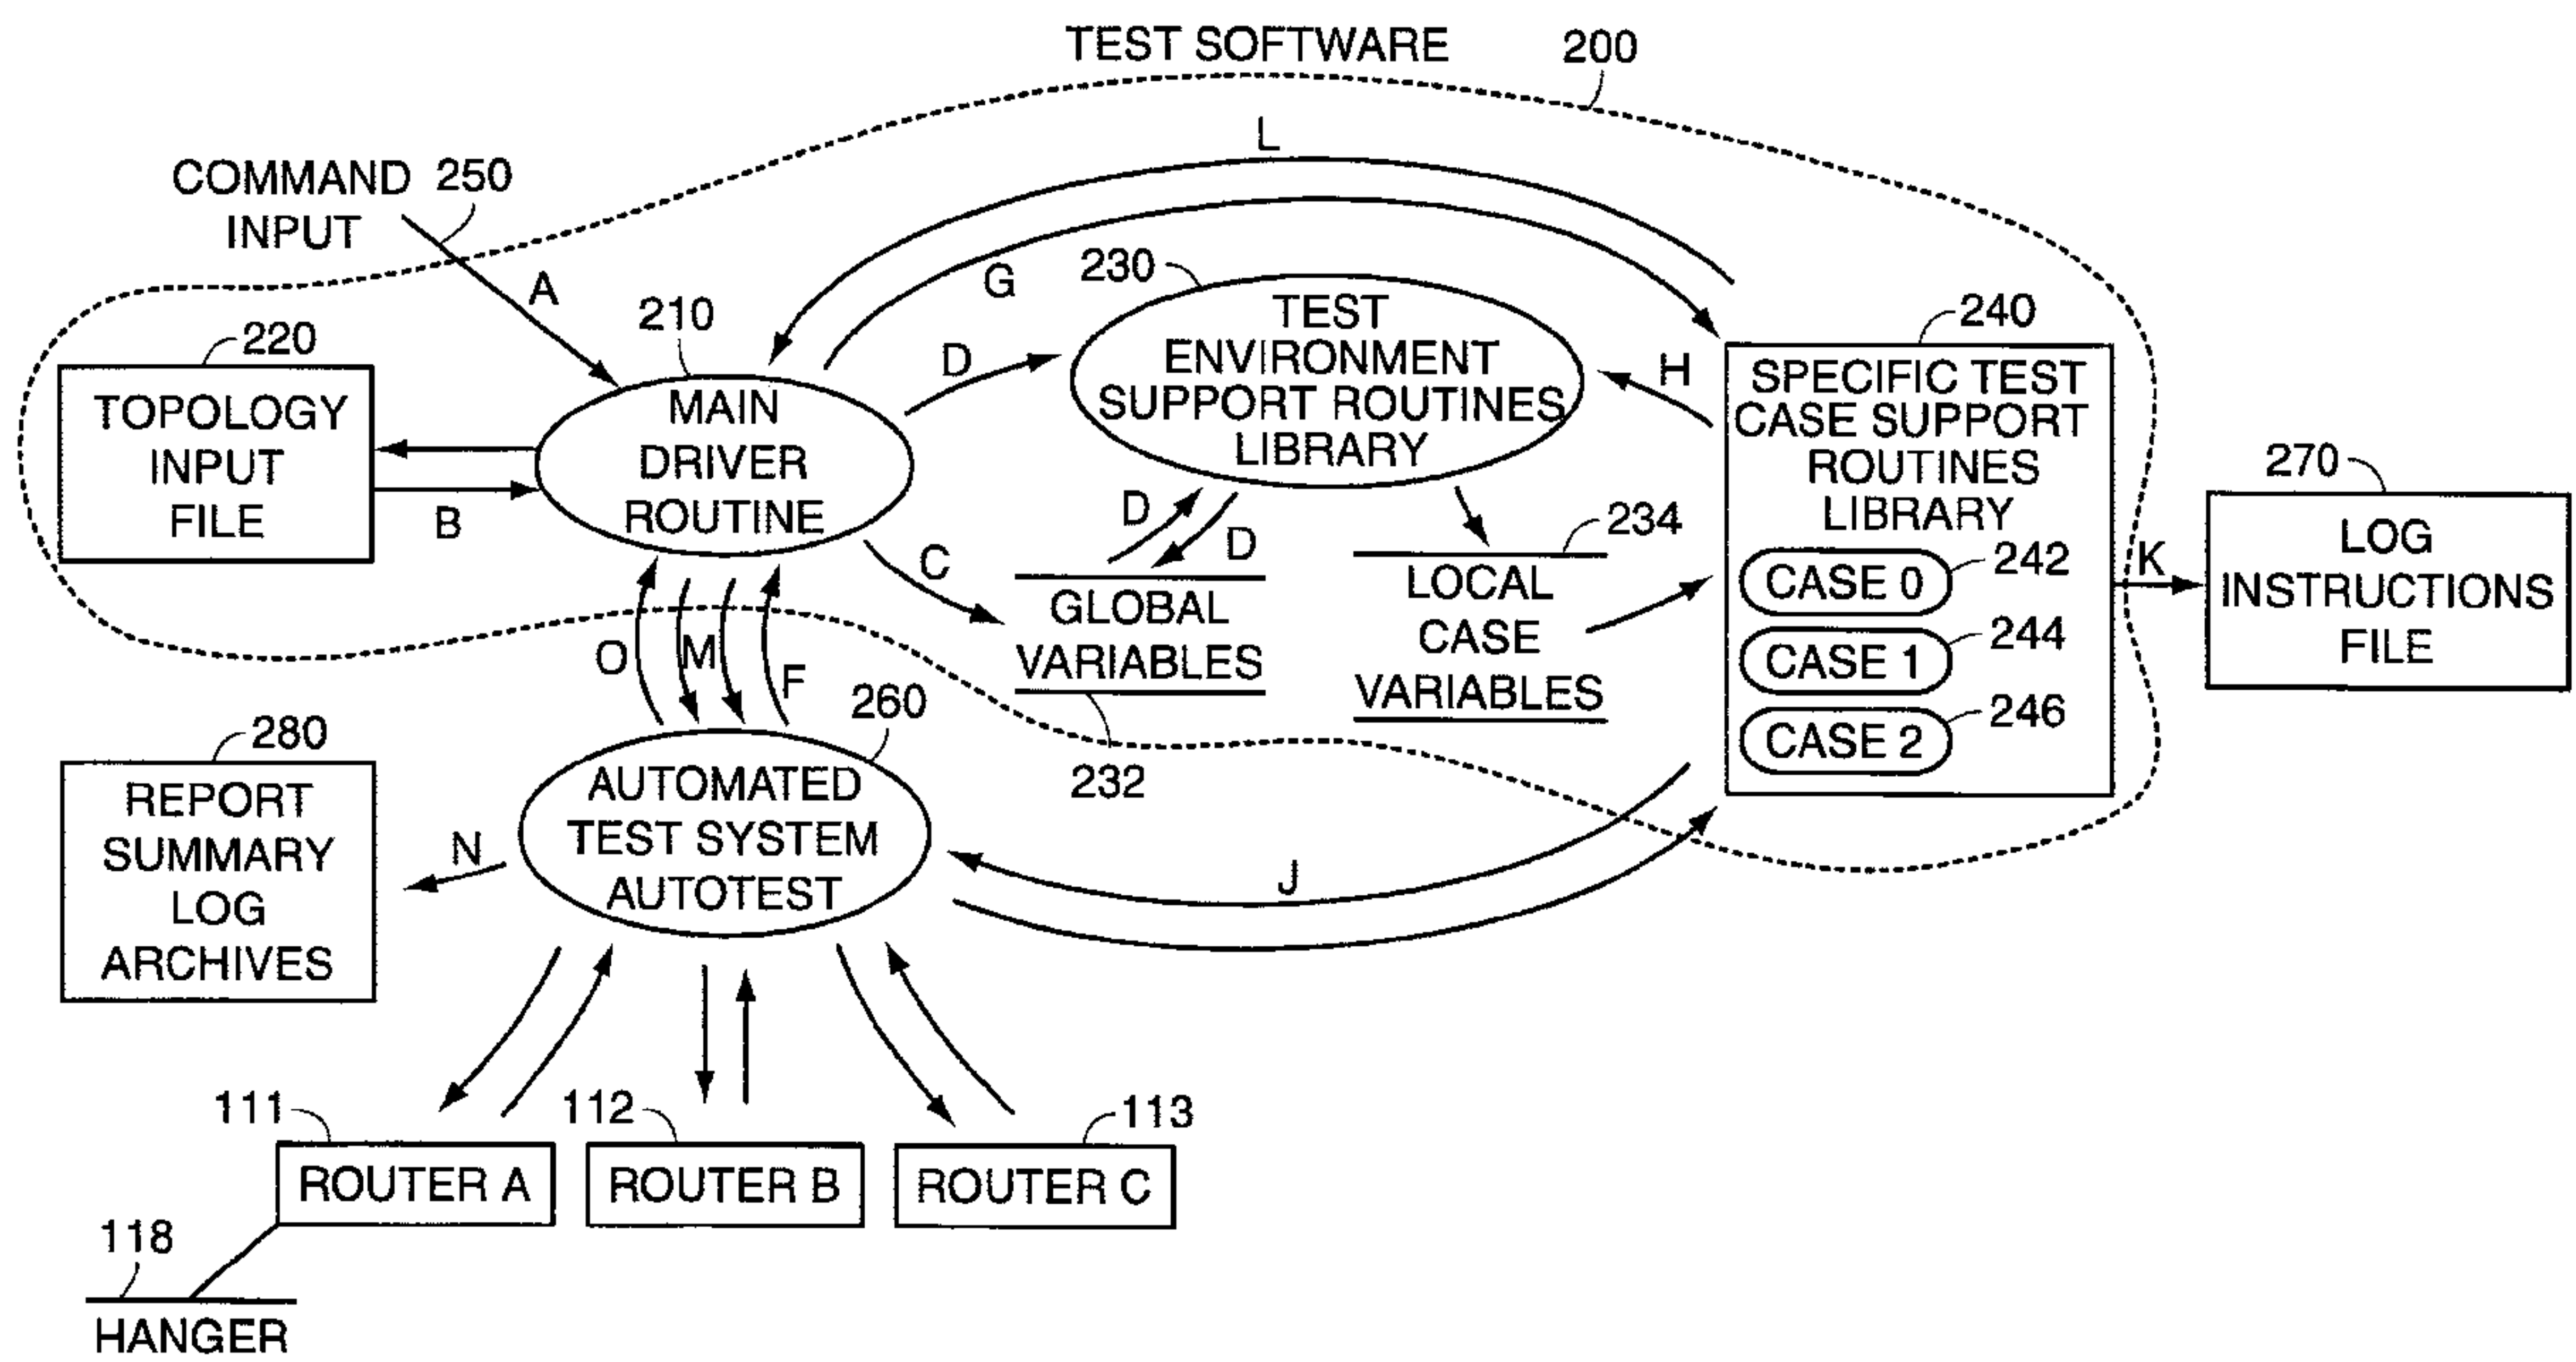 TEST SOFTWARE 200
COMMAND 250
INPUT
A
L
G
210
220
TOPOLOGY
INPUT
FILE
B
MAIN
DRIVER
ROUTINE
D
230
TEST
ENVIRONMENT
SUPPORT ROUTINES
LIBRARY
H
240
SPECIFIC TEST
CASE SUPPORT
ROUTINES
LIBRARY
CASE 0 242
CASE 1 244
CASE 2 246
K
270
LOG
INSTRUCTIONS
FILE
C
D
D
GLOBAL
VARIABLES
232
234
LOCAL
CASE
VARIABLES
O
M
F
260
AUTOMATED
TEST SYSTEM
AUTOTEST
J
N
280
REPORT
SUMMARY
LOG
ARCHIVES
111
ROUTER A
112
ROUTER B
113
ROUTER C
118
HANGER